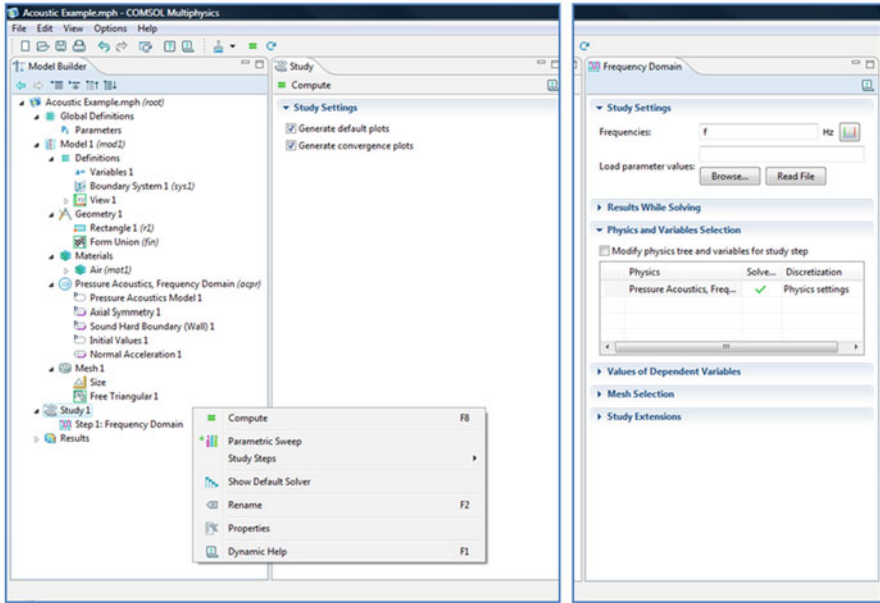 Acoustic Example.mph - COMSOL Multiphysics
File Edit View Options Help
Model Builder
Acoustic Example.mph (root)
Global Definitions
Parameters
Model 1 (mod1)
Definitions
Variables 1
Boundary System 1 (sys1)
View 1
Geometry 1
Rectangle 1 (r1)
Form Union (fin)
Materials
Air (mat1)
Pressure Acoustics, Frequency Domain (acpr)
Pressure Acoustics Model 1
Axial Symmetry 1
Sound Hard Boundary (Wall) 1
Initial Values 1
Normal Acceleration 1
Mesh 1
Size
Free Triangular 1
Study 1
Step 1: Frequency Domain
Results
Study
Compute
Study Settings
Generate default plots
Generate convergence plots
Compute F8
Parametric Sweep
Study Steps
Show Default Solver
Rename F2
Properties
Dynamic Help F1
Frequency Domain
Study Settings
Frequencies: f Hz
Load parameter values:
Browse... Read File
Results While Solving
Physics and Variables Selection
Modify physics tree and variables for study step
Physics Solve... Discretization
Pressure Acoustics, Freq... Physics settings
Values of Dependent Variables
Mesh Selection
Study Extensions